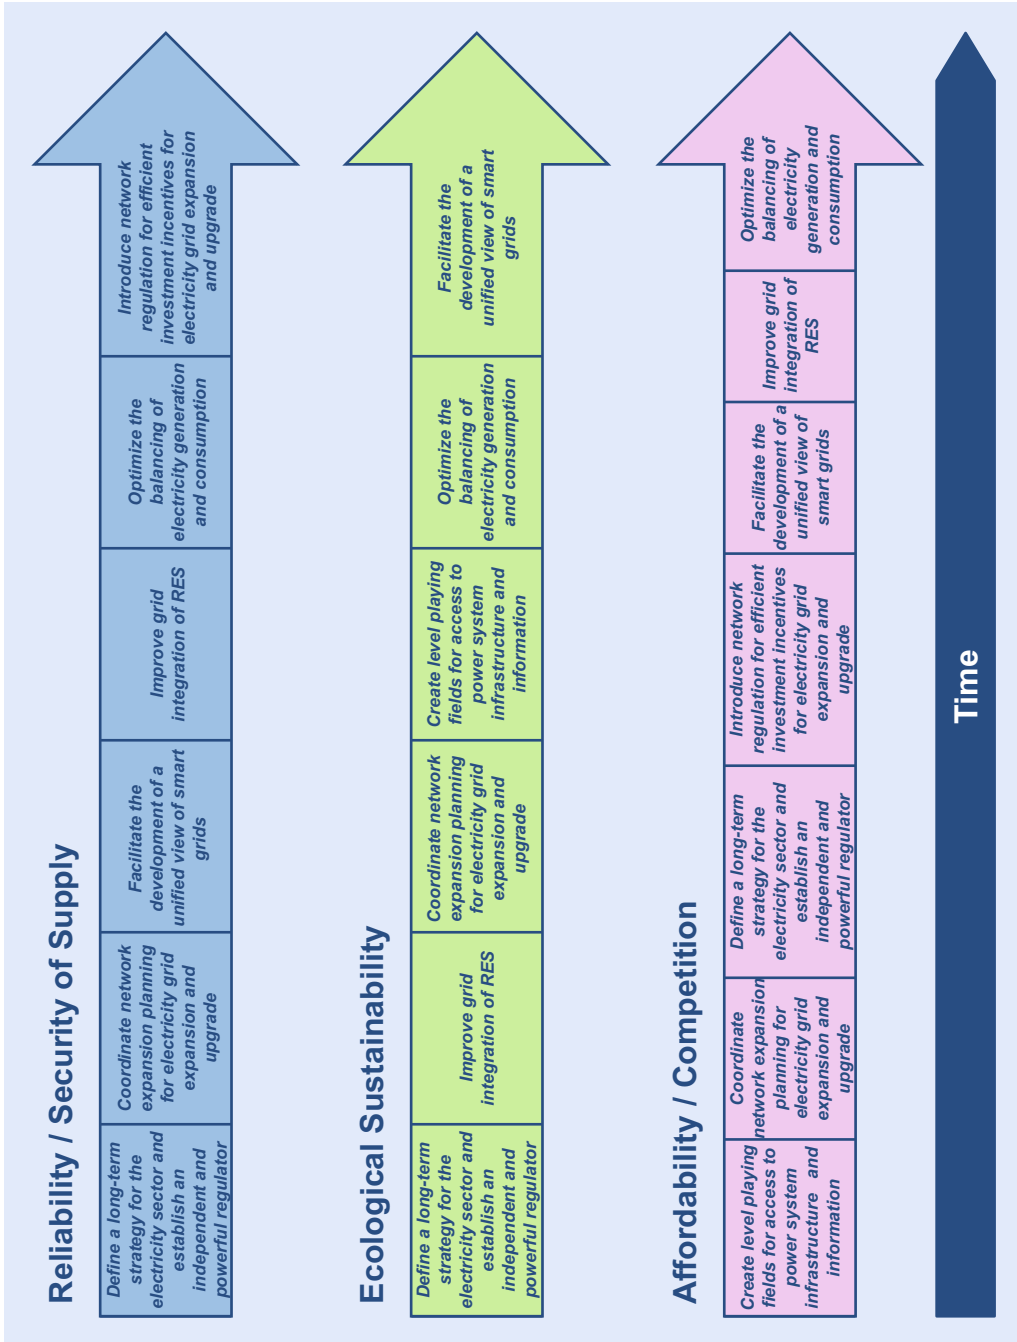 Reliability / Security of Supply
Define a long-term
strategy for the
electricity sector and
establish an
independent and
powerful regulator
Coordinate network
expansion planning
for electricity grid
expansion and
upgrade
Facilitate the
development of a
unified view of smart
grids
Improve grid
integration of RES
Optimize the
balancing of
electricity generation
and consumption
Introduce network
regulation for efficient
investment incentives for
electricity grid expansion
and upgrade
Ecological Sustainability
Define a long-term
strategy for the
electricity sector and
establish an
independent and
powerful regulator
Improve grid
integration of RES
Coordinate network
expansion planning
for electricity grid
expansion and
upgrade
Create level playing
fields for access to
power system
infrastructure and
information
Optimize the
balancing of
electricity generation
and consumption
Facilitate the
development of a
unified view of smart
grids
Affordability / Competition
Create level playing
fields for access to
power system
infrastructure and
information
Coordinate
network expansion
planning for
electricity grid
expansion and
upgrade
Define a long-term
strategy for the
electricity sector and
establish an
independent and
powerful regulator
Introduce network
regulation for efficient
investment incentives
for electricity grid
expansion and
upgrade
Facilitate the
development of a
unified view of
smart grids
Improve grid
integration of
RES
Optimize the
balancing of
electricity
generation and
consumption
Time